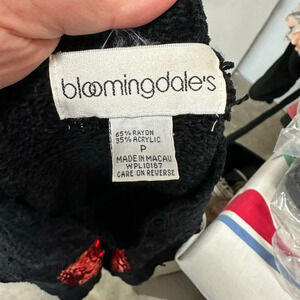 bloomingdale's
65% RAYON
35% ACRYLIC
P
MADE IN MACAU
WPL10167
CARE ON REVERSE